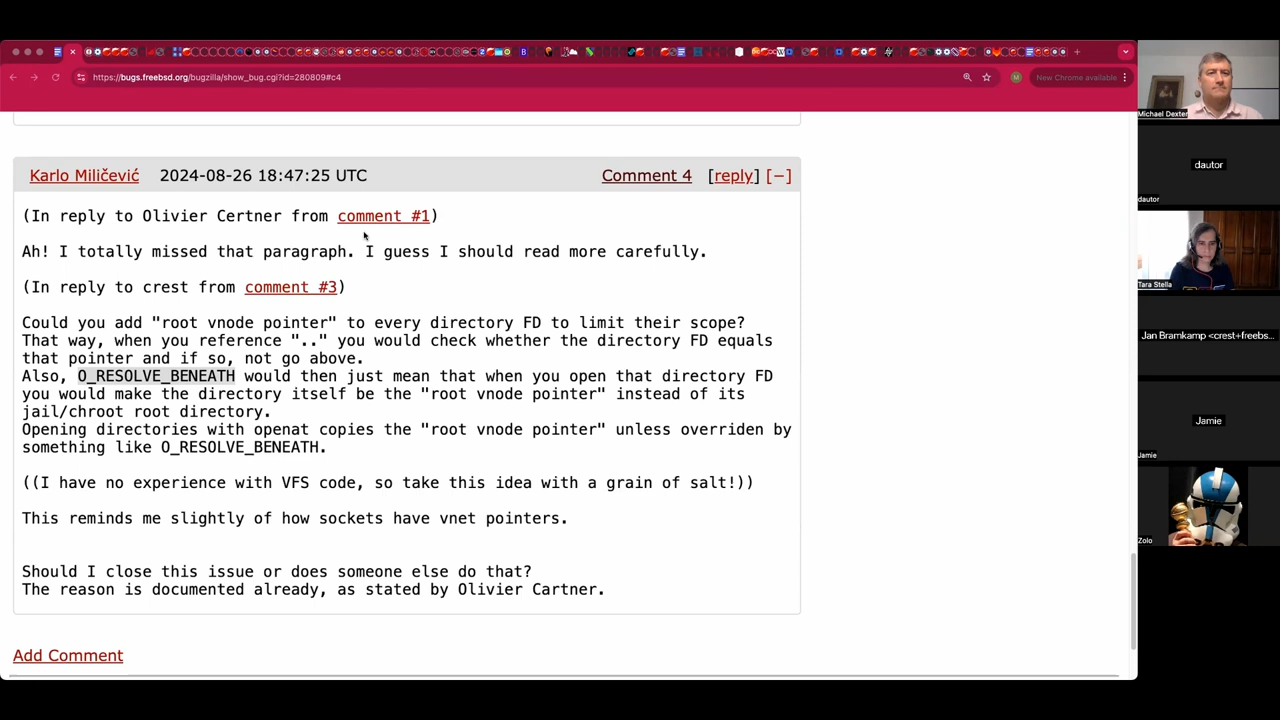 https://bugs.freebsd.org/bugzilla/show_bug.cgi?id=280809#c4
M
New Chrome available
Karlo Miličević 2024-08-26 18:47:25 UTC Comment 4 [reply] [−]
(In reply to Olivier Certner from comment #1)
Ah! I totally missed that paragraph. I guess I should read more carefully.
(In reply to crest from comment #3)
Could you add "root vnode pointer" to every directory FD to limit their scope?
That way, when you reference ".." you would check whether the directory FD equals
that pointer and if so, not go above.
Also, O_RESOLVE_BENEATH would then just mean that when you open that directory FD
you would make the directory itself be the "root vnode pointer" instead of its
jail/chroot root directory.
Opening directories with openat copies the "root vnode pointer" unless overriden by
something like O_RESOLVE_BENEATH.
((I have no experience with VFS code, so take this idea with a grain of salt!))
This reminds me slightly of how sockets have vnet pointers.
Should I close this issue or does someone else do that?
The reason is documented already, as stated by Olivier Cartner.
Add Comment
Michael Dexter
dautor
dautor
Tara Stella
Jan Bramkamp <crest+freebs...
Jamie
Jamie
Zolo